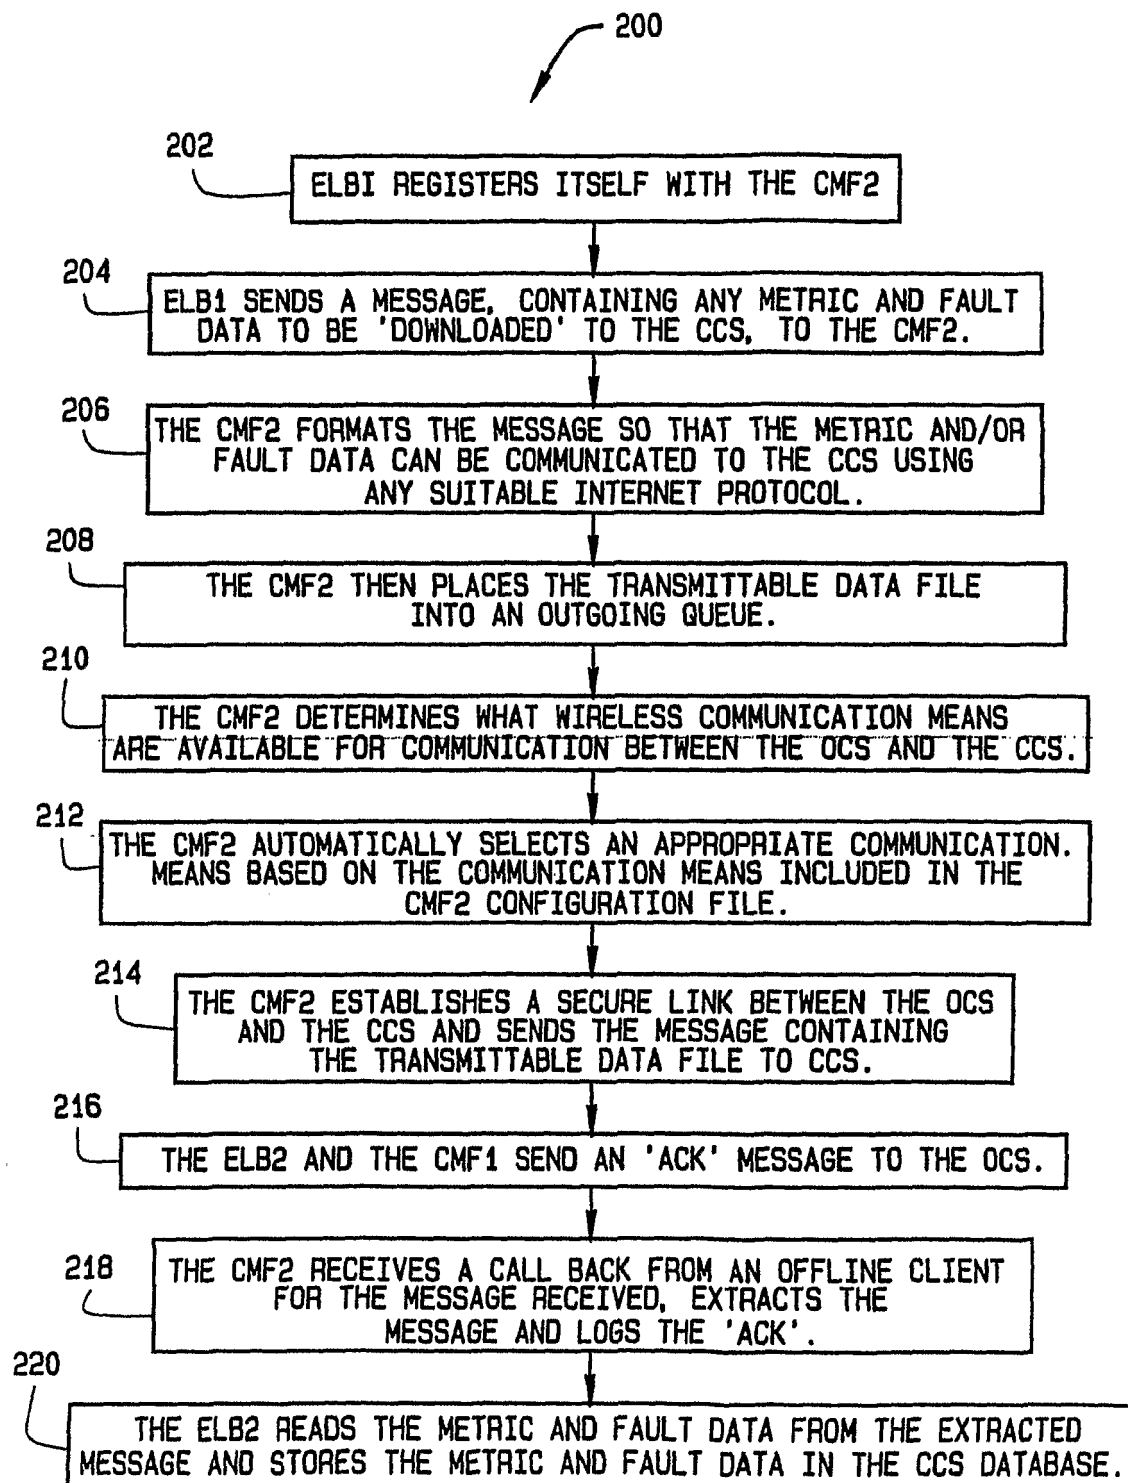 200
202
ELBI REGISTERS ITSELF WITH THE CMF2
204
ELB1 SENDS A MESSAGE, CONTAINING ANY METRIC AND FAULT
DATA TO BE 'DOWNLOADED' TO THE CCS, TO THE CMF2.
206
THE CMF2 FORMATS THE MESSAGE SO THAT THE METRIC AND/OR
FAULT DATA CAN BE COMMUNICATED TO THE CCS USING
ANY SUITABLE INTERNET PROTOCOL.
208
THE CMF2 THEN PLACES THE TRANSMITTABLE DATA FILE
INTO AN OUTGOING QUEUE.
210
THE CMF2 DETERMINES WHAT WIRELESS COMMUNICATION MEANS
ARE AVAILABLE FOR COMMUNICATION BETWEEN THE OCS AND THE CCS.
212
THE CMF2 AUTOMATICALLY SELECTS AN APPROPRIATE COMMUNICATION.
MEANS BASED ON THE COMMUNICATION MEANS INCLUDED IN THE
CMF2 CONFIGURATION FILE.
214
THE CMF2 ESTABLISHES A SECURE LINK BETWEEN THE OCS
AND THE CCS AND SENDS THE MESSAGE CONTAINING
THE TRANSMITTABLE DATA FILE TO CCS.
216
THE ELB2 AND THE CMF1 SEND AN 'ACK' MESSAGE TO THE OCS.
218
THE CMF2 RECEIVES A CALL BACK FROM AN OFFLINE CLIENT
FOR THE MESSAGE RECEIVED, EXTRACTS THE
MESSAGE AND LOGS THE 'ACK'.
220
THE ELB2 READS THE METRIC AND FAULT DATA FROM THE EXTRACTED
MESSAGE AND STORES THE METRIC AND FAULT DATA IN THE CCS DATABASE.